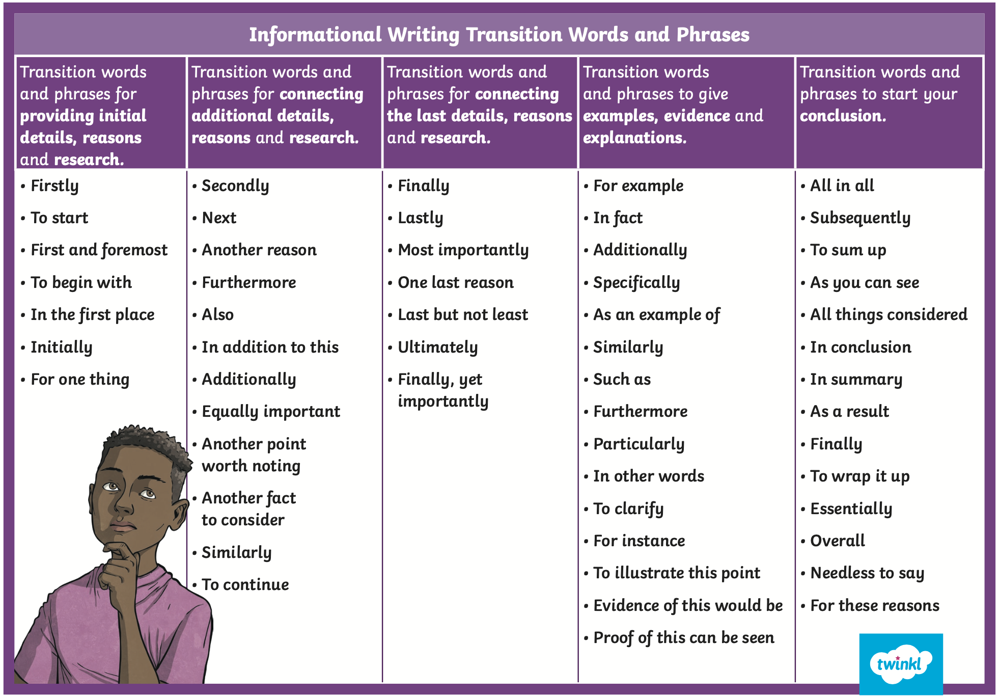 Informational Writing Transition Words and Phrases
Transition words
and phrases for
providing initial
details, reasons
and research.
• Firstly
• To start
• First and foremost
• To begin with
• In the first place
• Initially
• For one thing
Transition words and
phrases for connecting
additional details,
reasons and research.
• Secondly
• Next
• Another reason
• Furthermore
• Also
• In addition to this
• Additionally
• Equally important
• Another point
worth noting
• Another fact
to consider
• Similarly
• To continue
Transition words and
phrases for connecting
the last details, reasons
and research.
• Finally
• Lastly
• Most importantly
• One last reason
• Last but not least
• Ultimately
• Finally, yet
importantly
Transition words
and phrases to give
examples, evidence and
explanations.
• For example
• In fact
• Additionally
• Specifically
• As an example of
• Similarly
• Such as
• Furthermore
• Particularly
• In other words
• To clarify
• For instance
• To illustrate this point
• Evidence of this would be
• Proof of this can be seen
Transition words and
phrases to start your
conclusion.
• All in all
• Subsequently
• To sum up
• As you can see
• All things considered
• In conclusion
• In summary
• As a result
• Finally
• To wrap it up
• Essentially
• Overall
• Needless to say
• For these reasons
twinkl